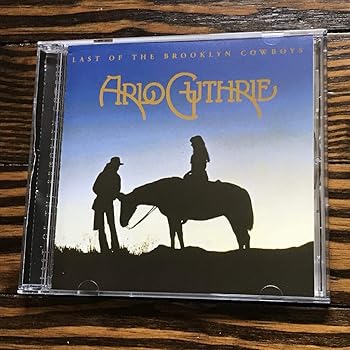 LAST OF THE BROOKLYN COWBOYS
ARLO GUTHRIE